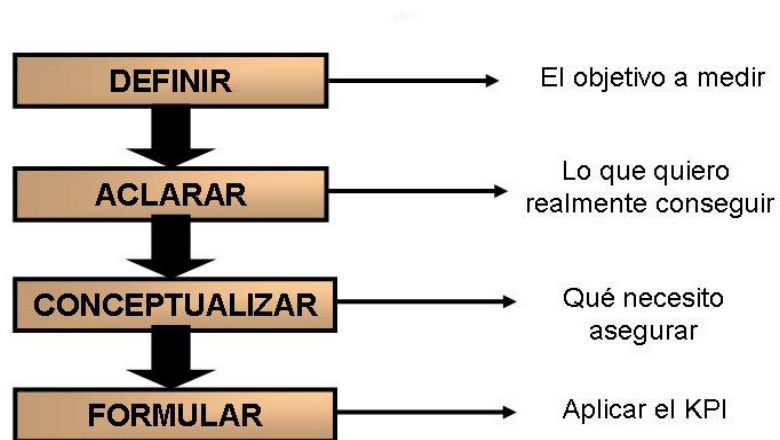 DEFINIR
El objetivo a medir
ACLARAR
Lo que quiero
realmente conseguir
CONCEPTUALIZAR
Qué necesito
asegurar
FORMULAR
Aplicar el KPI